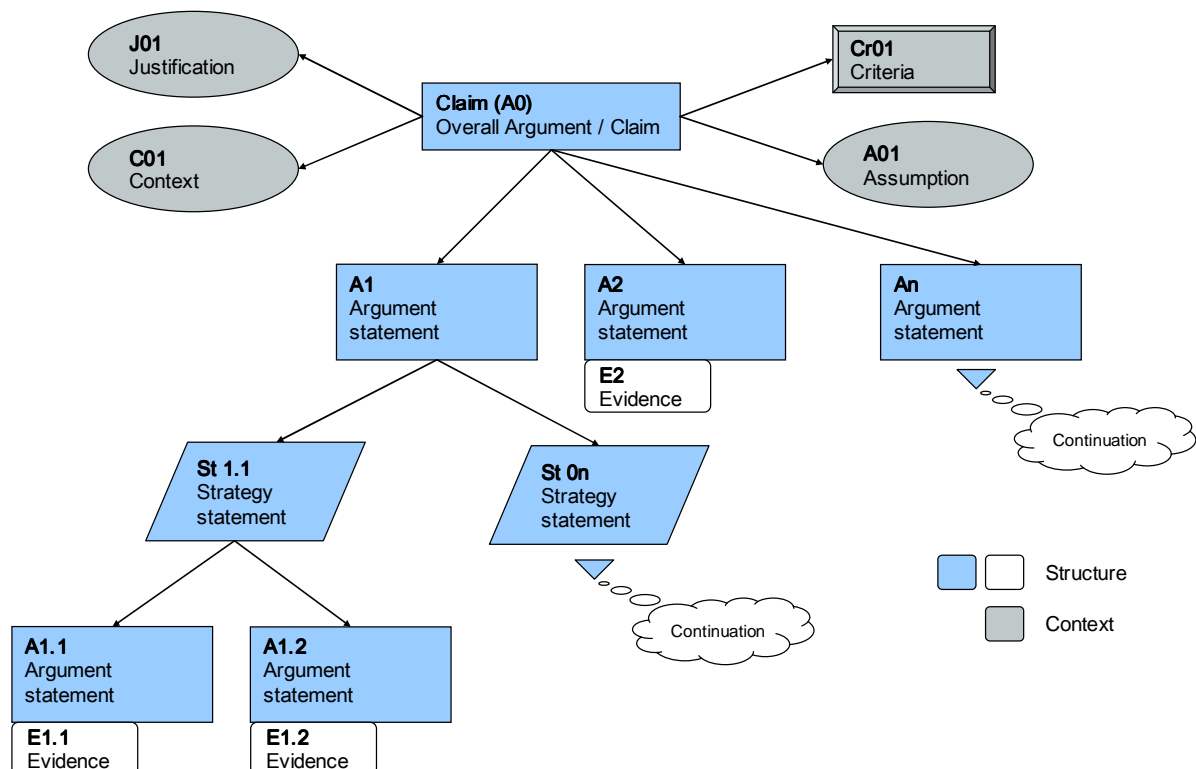 J01
Justification
Cr01
Criteria
Claim (A0)
Overall Argument / Claim
C01
Context
A01
Assumption
A1
Argument
statement
A2
Argument
statement
An
Argument
statement
E2
Evidence
Continuation
St 1.1
Strategy
statement
St 0n
Strategy
statement
Structure
Context
Continuation
A1.1
Argument
statement
A1.2
Argument
statement
E1.1
Evidence
E1.2
Evidence